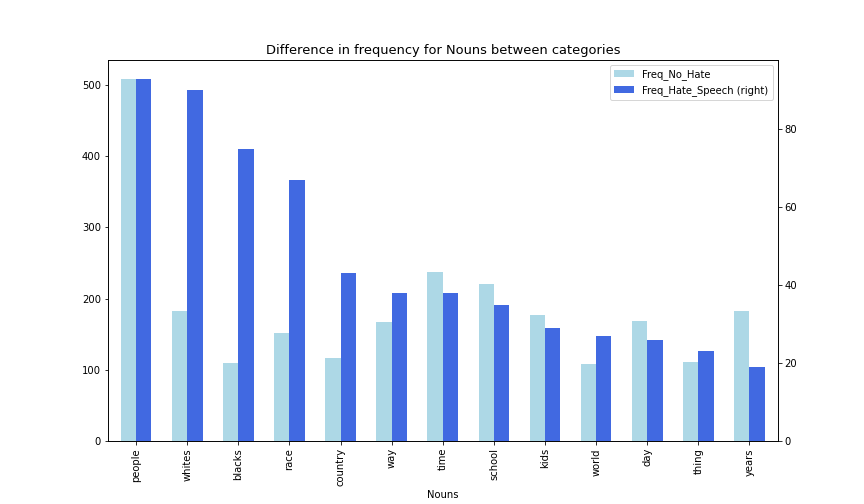 Difference in frequency for Nouns between categories
Freq_No_Hate
Freq_Hate_Speech (right)
500
400
300
200
100
0
80
60
40
20
0
people
whites
blacks
race
country
way
time
school
kids
world
day
thing
years
Nouns